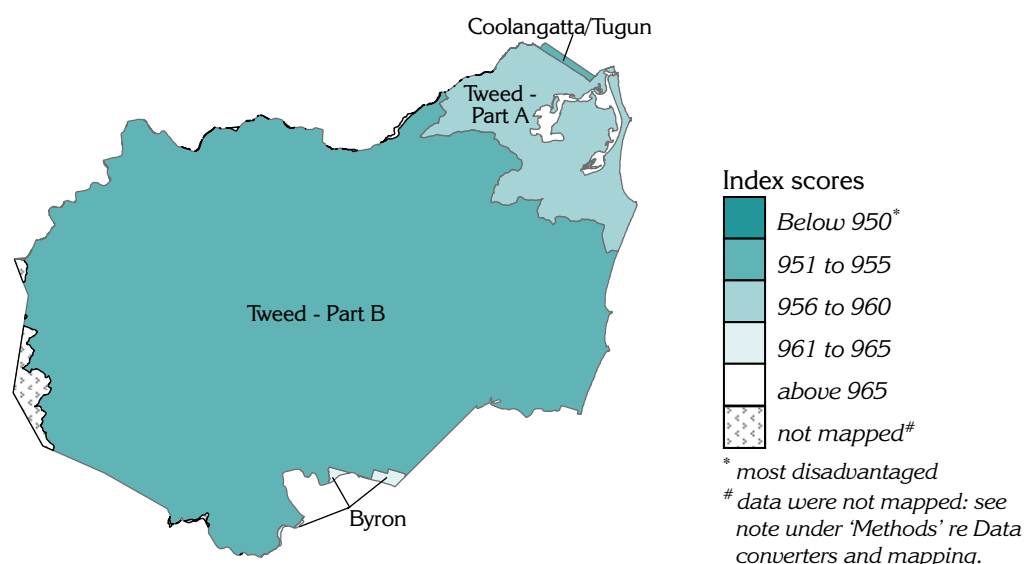 Coolangatta/Tugun
Tweed -
Part A
Tweed - Part B
Byron
Index scores
Below 950*
951 to 955
956 to 960
961 to 965
above 965
not mapped#
* most disadvantaged
# data were not mapped: see
note under ‘Methods’ re Data
converters and mapping.